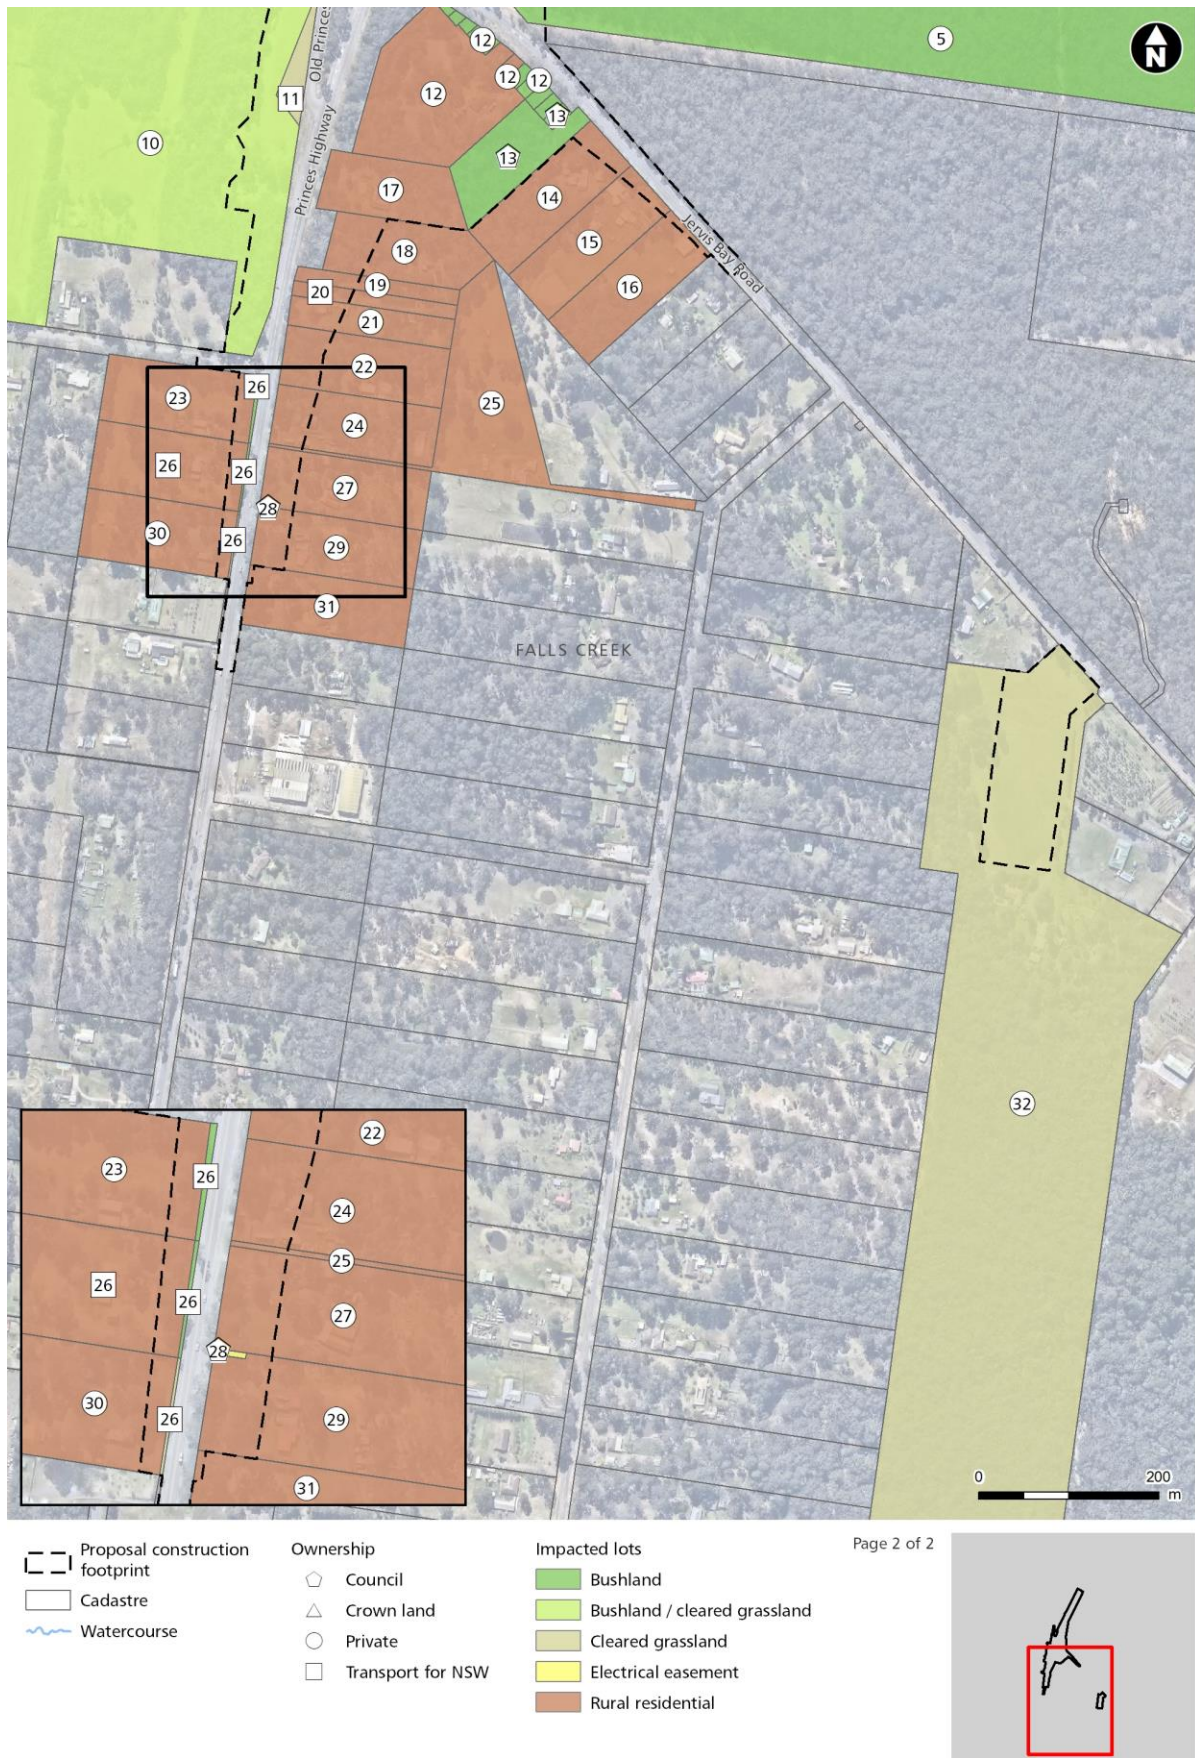 5
N
12
12
12
12
13
13
Old Princes
11
10
Princes Highway
17
14
15
16
Jervis Bay Road
18
19
20
21
22
23
26
24
25
26
26
27
28
30
26
29
31
FALLS CREEK
32
22
23
26
24
25
26
26
27
28
30
26
29
31
0 200
m
Proposal construction
footprint
Cadastre
Watercourse
Ownership
Council
Crown land
Private
Transport for NSW
Impacted lots
Bushland
Bushland / cleared grassland
Cleared grassland
Electrical easement
Rural residential
Page 2 of 2